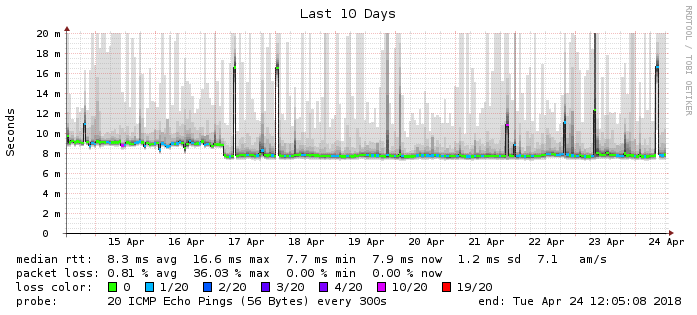 Last 10 Days
RRDTOOL / TOBI OETIKER
Seconds
20 m
18 m
16 m
14 m
12 m
10 m
8 m
6 m
4 m
2 m
0
15 Apr 16 Apr 17 Apr 18 Apr 19 Apr 20 Apr 21 Apr 22 Apr 23 Apr 24 Apr
median rtt: 8.3 ms avg 16.6 ms max 7.7 ms min 7.9 ms now 1.2 ms sd 7.1 am/s
packet loss: 0.81 % avg 36.03 % max 0.00 % min 0.00 % now
loss color: 0 1/20 2/20 3/20 4/20 10/20 19/20
probe: 20 ICMP Echo Pings (56 Bytes) every 300s end: Tue Apr 24 12:05:08 2018